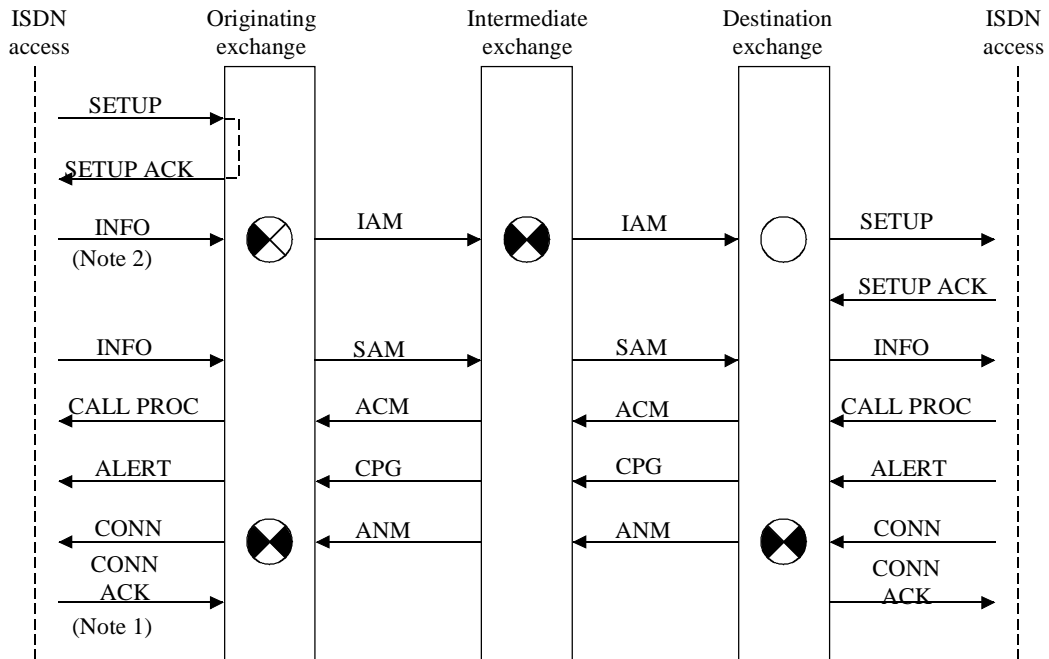 ISDN
access
Originating
exchange
Intermediate
exchange
Destination
exchange
ISDN
access
SETUP
SETUP ACK
INFO
(Note 2)
IAM
IAM
SETUP
SETUP ACK
INFO
SAM
SAM
INFO
CALL PROC
ACM
ACM
CALL PROC
ALERT
CPG
CPG
ALERT
CONN
ANM
ANM
CONN
CONN
ACK
(Note 1)
CONN
ACK